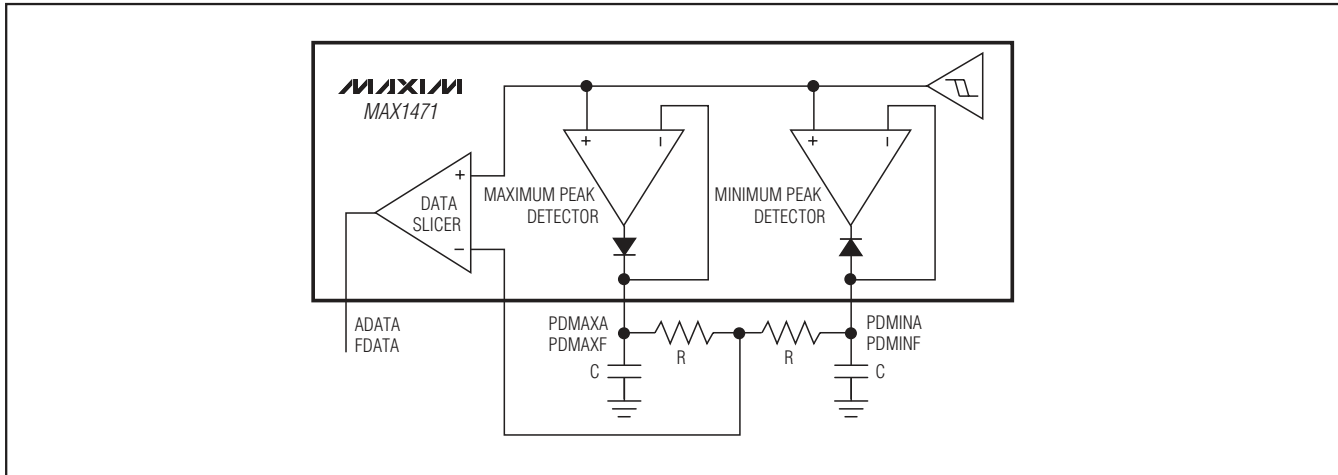 MAXIM
MAX1471
+
−
+
−
+
−
DATA
SLICER
MAXIMUM PEAK
DETECTOR
MINIMUM PEAK
DETECTOR
ADATA
FDATA
PDMAXA
PDMAXF
R
R
PDMINA
PDMINF
C
C